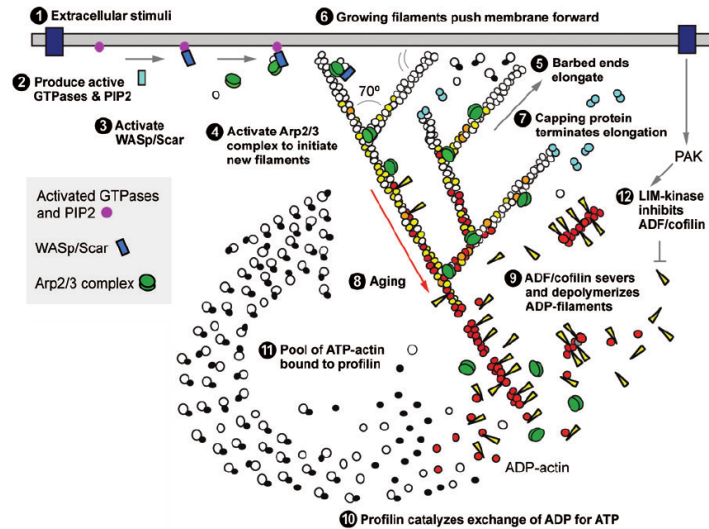 1 Extracellular stimuli
6 Growing filaments push membrane forward
2 Produce active
GTPases & PIP2
3 Activate
WASp/Scar
4 Activate Arp2/3
complex to initiate
new filaments
70°
5 Barbed ends
elongate
7 Capping protein
terminates elongation
PAK
12 LIM-kinase
inhibits
ADF/cofilin
Activated GTPases
and PIP2
WASp/Scar
Arp2/3 complex
8 Aging
9 ADF/cofilin severs
and depolymerizes
ADP-filaments
11 Pool of ATP-actin
bound to profilin
ADP-actin
10 Profilin catalyzes exchange of ADP for ATP